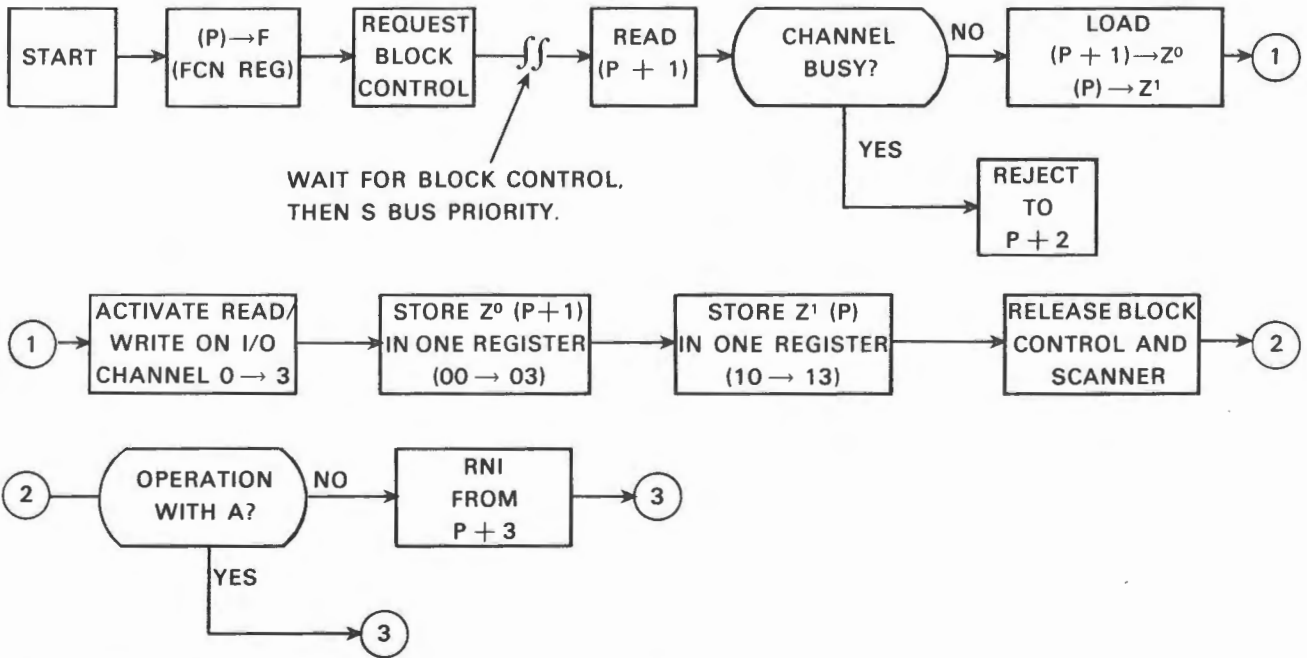 START
(P)→F
(FCN REG)
REQUEST
BLOCK
CONTROL
∫∫
READ
(P + 1)
CHANNEL
BUSY?
NO
LOAD
(P + 1)→Z⁰
(P)→Z¹
1
WAIT FOR BLOCK CONTROL,
THEN S BUS PRIORITY.
YES
REJECT
TO
P + 2
1
ACTIVATE READ/
WRITE ON I/O
CHANNEL 0→3
STORE Z⁰ (P+1)
IN ONE REGISTER
(00→03)
STORE Z¹ (P)
IN ONE REGISTER
(10→13)
RELEASE BLOCK
CONTROL AND
SCANNER
2
2
OPERATION
WITH A?
NO
RNI
FROM
P + 3
3
YES
3